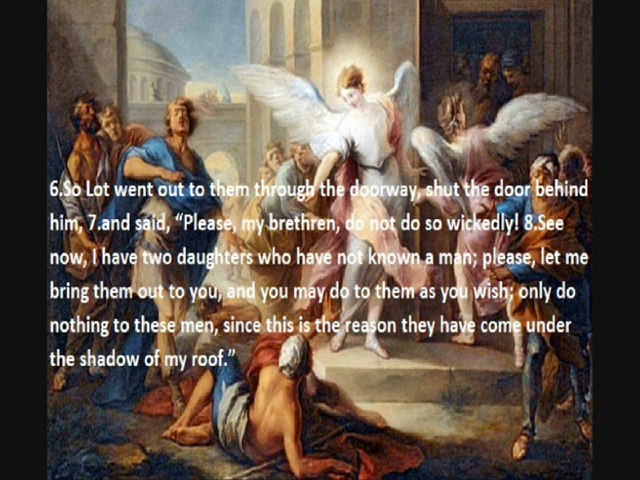 6.So Lot went out to them through the doorway, shut the door behind
him, 7.and said, “Please, my brethren, do not do so wickedly! 8.See
now, I have two daughters who have not known a man; please, let me
bring them out to you, and you may do to them as you wish; only do
nothing to these men, since this is the reason they have come under
the shadow of my roof.”